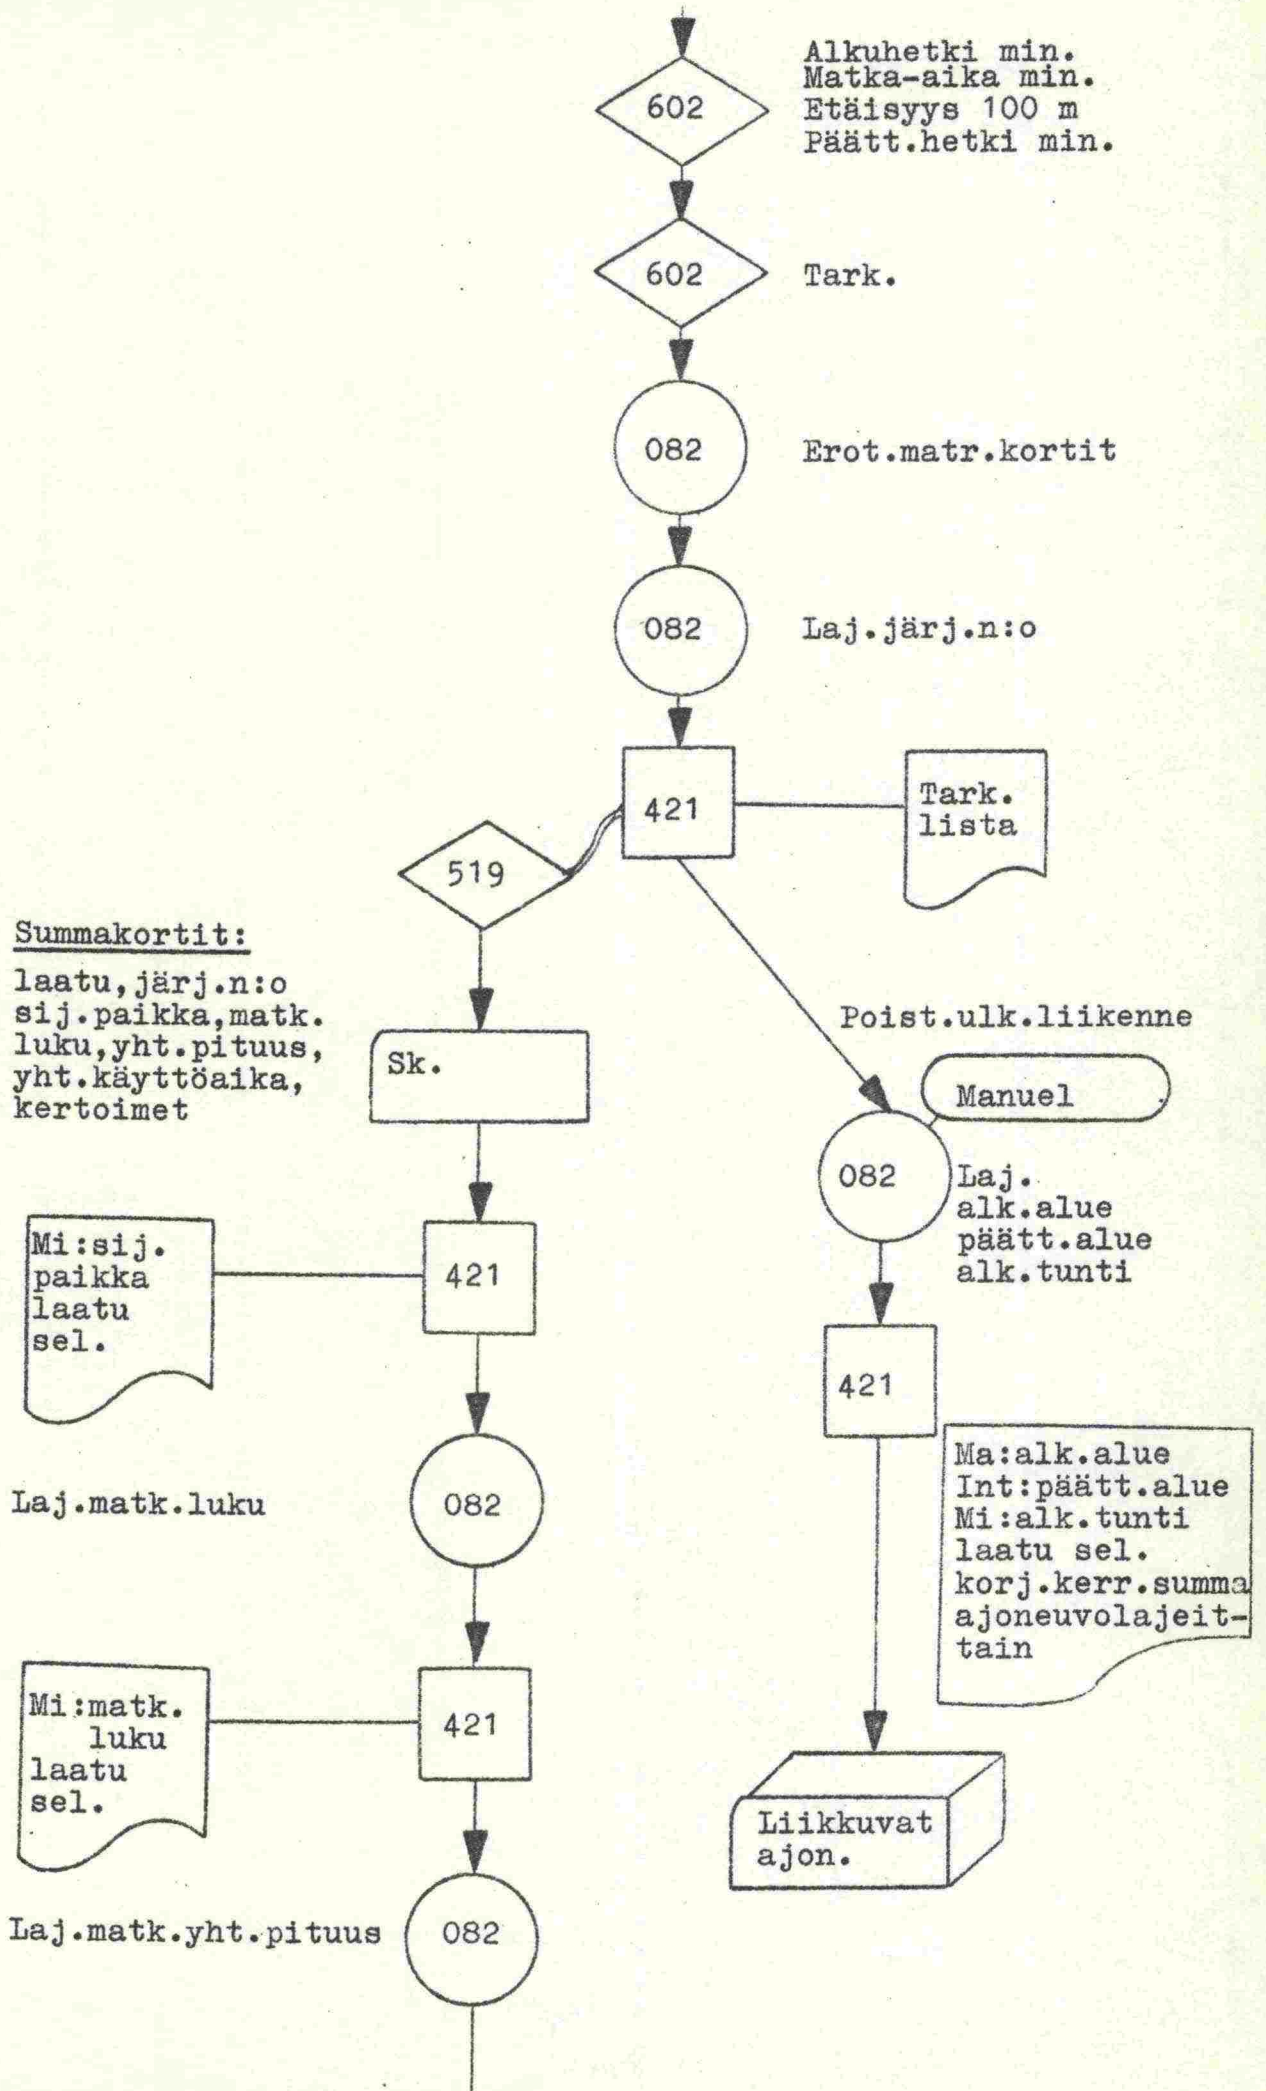 602
Alkuhetki min.
Matka-aika min.
Etäisyys 100 m
Päätt.hetki min.
602
Tark.
082
Erot.matr.kortit
082
Laj.järj.n:o
421
Tark.
lista
519
Summakortit:
laatu,järj.n:o
sij.paikka,matk.
luku,yht.pituus,
yht.käyttöaika,
kertoimet
Sk.
Poist.ulk.liikenne
Manuel
082
Laj.
alk.alue
päätt.alue
alk.tunti
Mi:sij.
paikka
laatu
sel.
421
421
Ma:alk.alue
Int:päätt.alue
Mi:alk.tunti
laatu sel.
korj.kerr.summa
ajoneuvolajeit-
tain
Laj.matk.luku
082
Mi:matk.
luku
laatu
sel.
421
Liikkuvat
ajon.
Laj.matk.yht.pituus
082